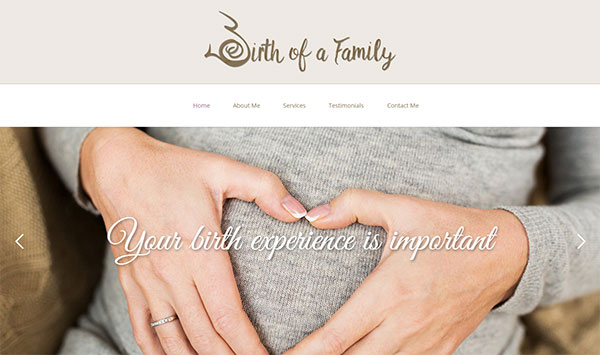 Birth of a Family
Home About Me Services Testimonials Contact Me
Your birth experience is important